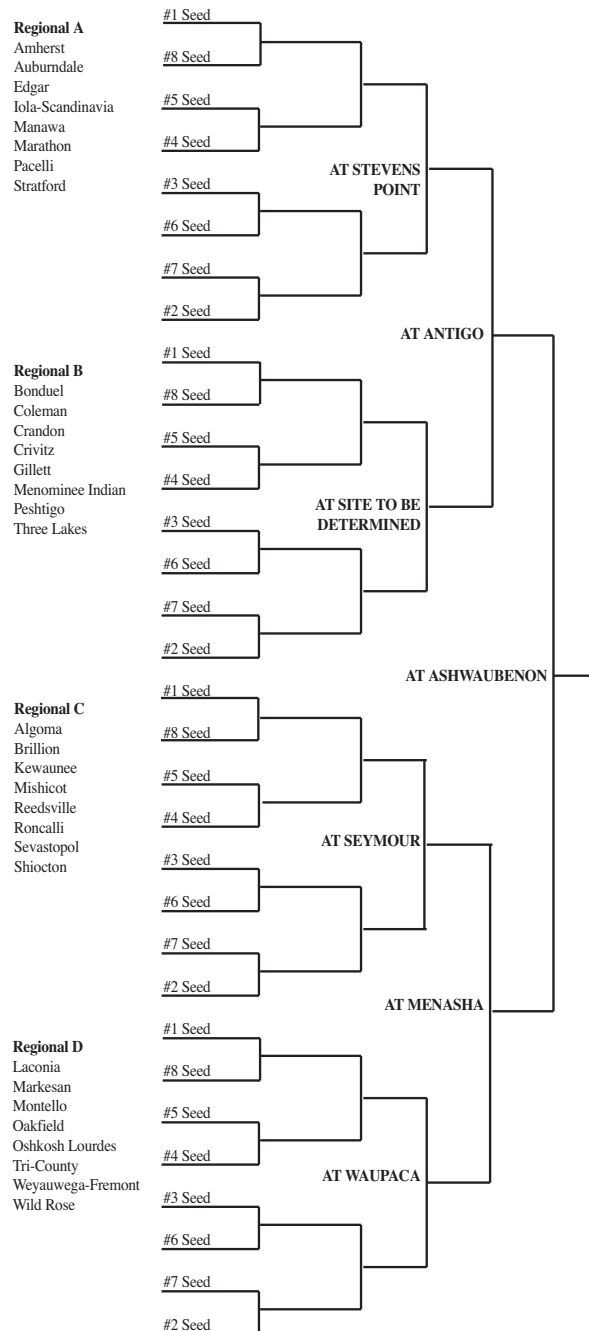 Regional A
Amherst
Auburndale
Edgar
Iola-Scandinavia
Manawa
Marathon
Pacelli
Stratford
#1 Seed
#8 Seed
#5 Seed
#4 Seed
#3 Seed
#6 Seed
#7 Seed
#2 Seed
AT STEVENS
POINT
AT ANTIGO
Regional B
Bonduel
Coleman
Crandon
Crivitz
Gillett
Menominee Indian
Peshtigo
Three Lakes
#1 Seed
#8 Seed
#5 Seed
#4 Seed
#3 Seed
#6 Seed
#7 Seed
#2 Seed
AT SITE TO BE
DETERMINED
AT ASHWAUBENON
Regional C
Algoma
Brillion
Kewaunee
Mishicot
Reedsville
Roncalli
Sevastopol
Shiocton
#1 Seed
#8 Seed
#5 Seed
#4 Seed
#3 Seed
#6 Seed
#7 Seed
#2 Seed
AT SEYMOUR
AT MENASHA
Regional D
Laconia
Markesan
Montello
Oakfield
Oshkosh Lourdes
Tri-County
Weyauwega-Fremont
Wild Rose
#1 Seed
#8 Seed
#5 Seed
#4 Seed
#3 Seed
#6 Seed
#7 Seed
#2 Seed
AT WAUPACA